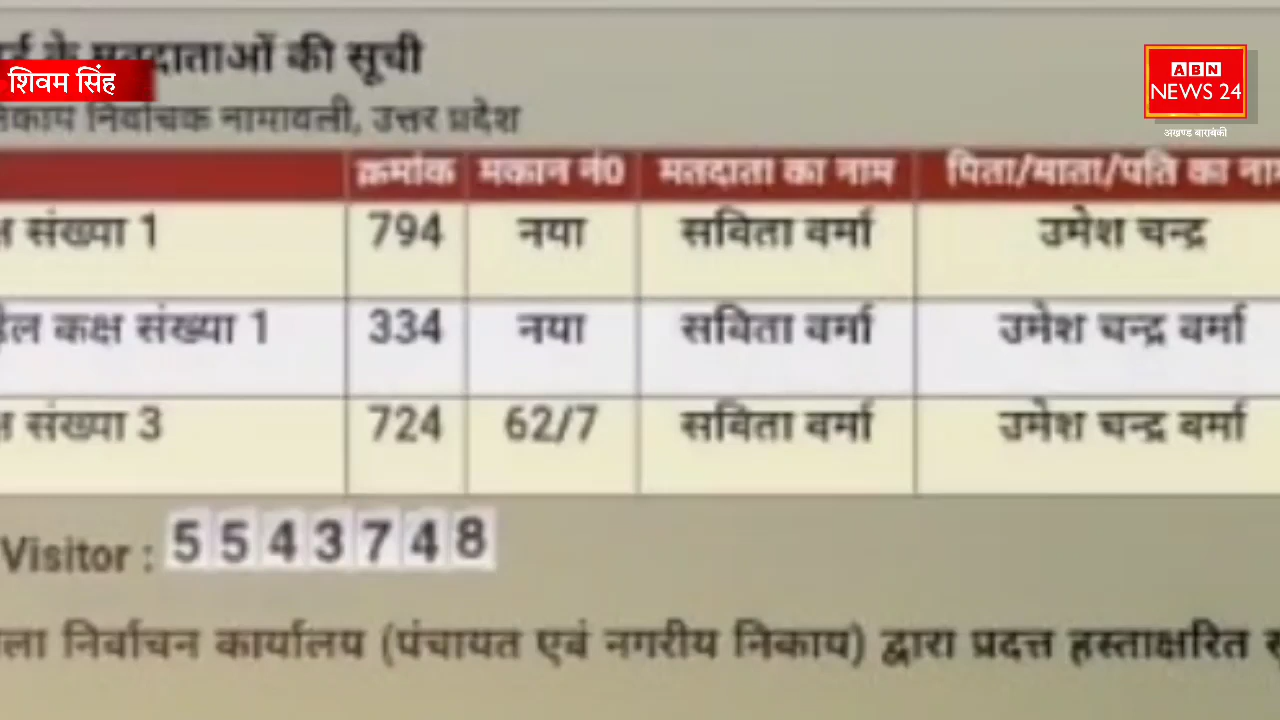 के मतदाताओं की सूची
शिवम सिंह
ABN
NEWS 24
अखण्ड बाराबंकी
निकाय निर्वाचक नामावली, उत्तर प्रदेश
क्रमांक मकान नं0 मतदाता का नाम पिता/माता/पति का नाम
संख्या 1 794 नया सविता वर्मा उमेश चन्द्र
कक्ष संख्या 1 334 नया सविता वर्मा उमेश चन्द्र वर्मा
संख्या 3 724 62/7 सविता वर्मा उमेश चन्द्र वर्मा
Visitor : 5543748
निर्वाचन कार्यालय (पंचायत एवं नगरीय निकाय) द्वारा प्रदत्त हस्ताक्षरित